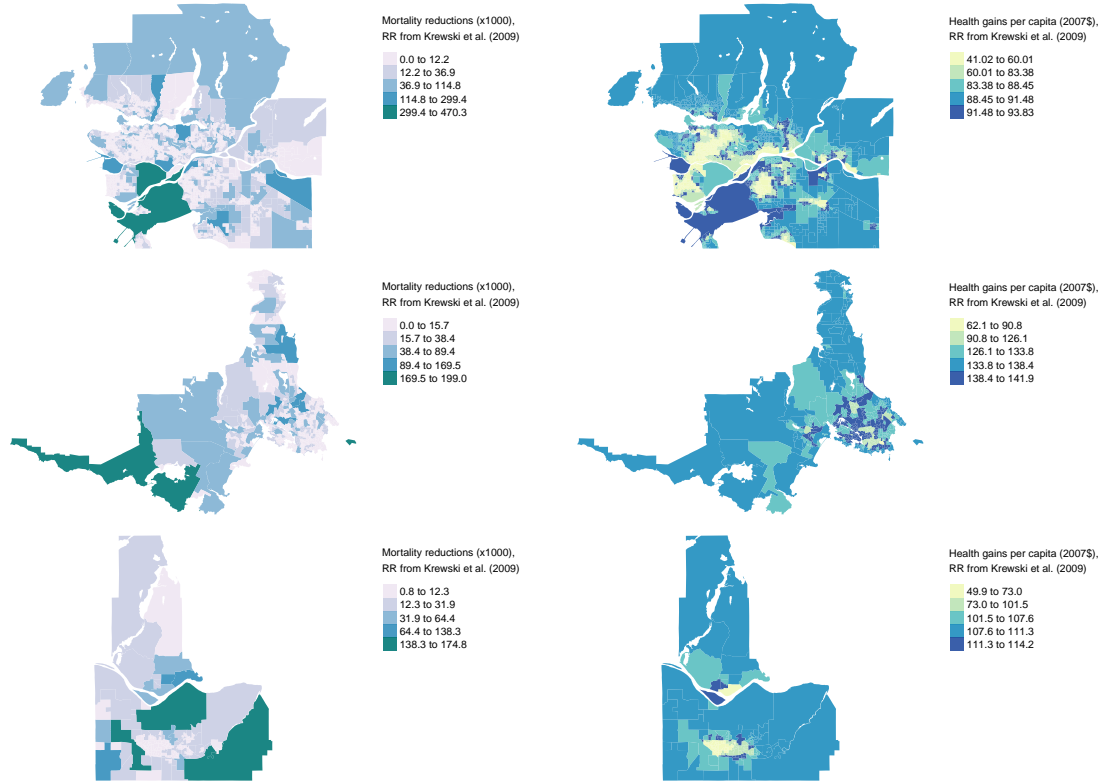 Mortality reductions (x1000),
RR from Krewski et al. (2009)
0.0 to 12.2
12.2 to 36.9
36.9 to 114.8
114.8 to 299.4
299.4 to 470.3
Health gains per capita (2007$),
RR from Krewski et al. (2009)
41.02 to 60.01
60.01 to 83.38
83.38 to 88.45
88.45 to 91.48
91.48 to 93.83
Mortality reductions (x1000),
RR from Krewski et al. (2009)
0.0 to 15.7
15.7 to 38.4
38.4 to 89.4
89.4 to 169.5
169.5 to 199.0
Health gains per capita (2007$),
RR from Krewski et al. (2009)
62.1 to 90.8
90.8 to 126.1
126.1 to 133.8
133.8 to 138.4
138.4 to 141.9
Mortality reductions (x1000),
RR from Krewski et al. (2009)
0.8 to 12.3
12.3 to 31.9
31.9 to 64.4
64.4 to 138.3
138.3 to 174.8
Health gains per capita (2007$),
RR from Krewski et al. (2009)
49.9 to 73.0
73.0 to 101.5
101.5 to 107.6
107.6 to 111.3
111.3 to 114.2